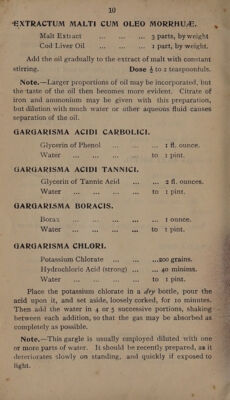 10
EXTRACTUM MALTI CUM OLEO MORRHUÆ.
Malt Extract ... ... ... 3 parts, by weight
Cod Liver Oil ... ... ... 1 part, by weight.
Add the oil gradually to the extract of malt with constant
stirring. Dose ½ to 2 teaspoonfuls.
Note.—Larger proportions of oil may be incorporated, but
the taste of the oil then becomes more evident. Citrate of
iron and ammonium may be given with this preparation,
but dilution with much water or other aqueous fluid causes
separation of the oil.
GARGARISMA ACIDI CARBOLICI.
Glycerin of Phenol ... ... ... 1 fl. ounce.
Water ... ... ... ... to 1 pint.
GARGARISMA ACIDI TANNICI.
Glycerin of Tannic Acid ... ... 2 fl. ounces.
Water ... ... ... ... to 1 pint.
GARGARISMA BORACIS.
Borax ... ... ... ... 1 ounce.
Water ... ... ... ... to 1 pint.
GARGARISMA CHLORI.
Potassium Chlorate ... ... ...200 grains.
Hydrochloric Acid (strong) ... ... 40 minims.
Water ... ... ... ... to 1 pint.
Place the potassium chlorate in a dry bottle, pour the
acid upon it, and set aside, loosely corked, for 10 minutes.
Then add the water in 4 or 5 successive portions, shaking
between each addition, so that the gas may be absorbed as
completely as possible.
Note.—This gargle is usually employed diluted with one
or more parts of water. It should be recently prepared, as it
deteriorates slowly on standing, and quickly if exposed to
light.